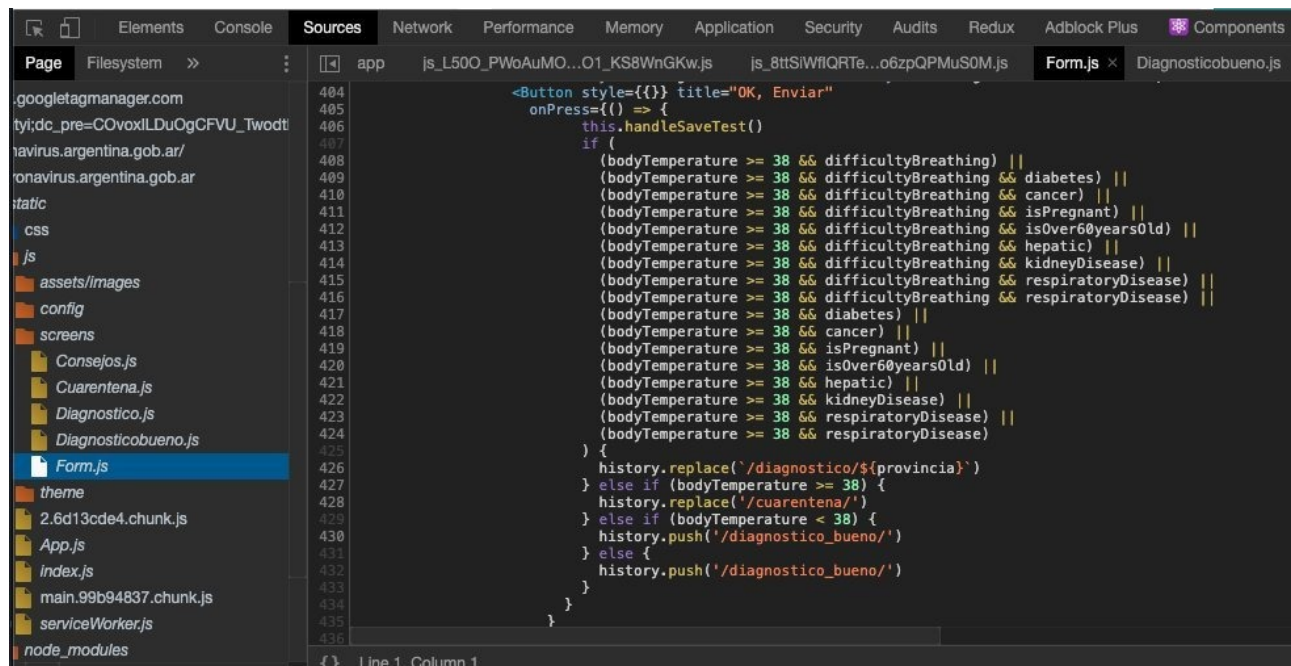 Elements Console Sources Network Performance Memory Application Security Audits Redux Adblock Plus Components
Page Filesystem » ⋮ app js_L50O_PWoAuMO...O1_KS8WnGKw.js js_8ttSiWfIQRTe...o6zpQPMuS0M.js Form.js × Diagnosticobueno.js
.googletagmanager.com
tyi;dc_pre=COvoxILDuOgCFVU_Twodtl
navirus.argentina.gob.ar/
ronavirus.argentina.gob.ar
static
css
js
assets/images
config
screens
Consejos.js
Cuarentena.js
Diagnostico.js
Diagnosticobueno.js
Form.js
theme
2.6d13cde4.chunk.js
App.js
index.js
main.99b94837.chunk.js
serviceWorker.js
node_modules
404 <Button style={{}} title="OK, Enviar"
405 onPress={() => {
406 this.handleSaveTest()
407 if (
408 (bodyTemperature >= 38 && difficultyBreathing) ||
409 (bodyTemperature >= 38 && difficultyBreathing && diabetes) ||
410 (bodyTemperature >= 38 && difficultyBreathing && cancer) ||
411 (bodyTemperature >= 38 && difficultyBreathing && isPregnant) ||
412 (bodyTemperature >= 38 && difficultyBreathing && isOver60yearsOld) ||
413 (bodyTemperature >= 38 && difficultyBreathing && hepatic) ||
414 (bodyTemperature >= 38 && difficultyBreathing && kidneyDisease) ||
415 (bodyTemperature >= 38 && difficultyBreathing && respiratoryDisease) ||
416 (bodyTemperature >= 38 && difficultyBreathing && respiratoryDisease) ||
417 (bodyTemperature >= 38 && diabetes) ||
418 (bodyTemperature >= 38 && cancer) ||
419 (bodyTemperature >= 38 && isPregnant) ||
420 (bodyTemperature >= 38 && isOver60yearsOld) ||
421 (bodyTemperature >= 38 && hepatic) ||
422 (bodyTemperature >= 38 && kidneyDisease) ||
423 (bodyTemperature >= 38 && respiratoryDisease) ||
424 (bodyTemperature >= 38 && respiratoryDisease)
425 ) {
426 history.replace(`/diagnostico/${provincia}`)
427 } else if (bodyTemperature >= 38) {
428 history.replace('/cuarentena/')
429 } else if (bodyTemperature < 38) {
430 history.push('/diagnostico_bueno/')
431 } else {
432 history.push('/diagnostico_bueno/')
433 }
434 }
435 }
436
{} Line 1, Column 1